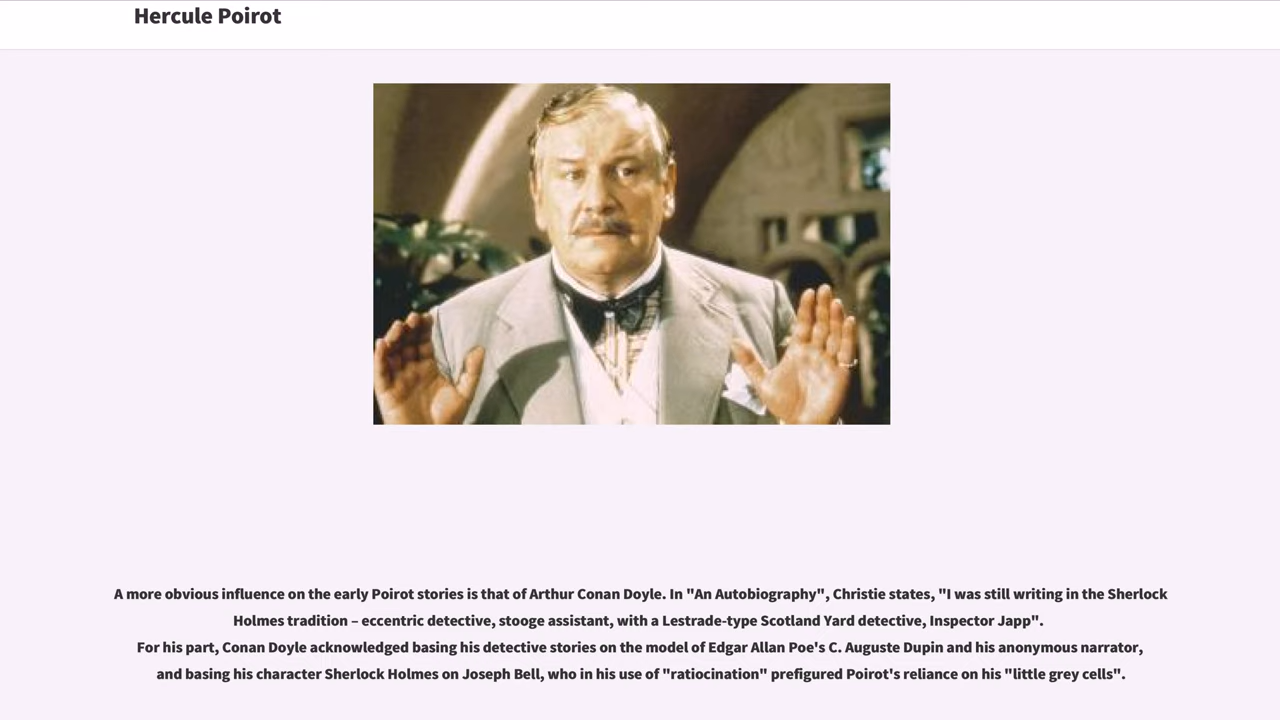 Hercule Poirot
A more obvious influence on the early Poirot stories is that of Arthur Conan Doyle. In "An Autobiography", Christie states, "I was still writing in the Sherlock
Holmes tradition – eccentric detective, stooge assistant, with a Lestrade-type Scotland Yard detective, Inspector Japp".
For his part, Conan Doyle acknowledged basing his detective stories on the model of Edgar Allan Poe's C. Auguste Dupin and his anonymous narrator,
and basing his character Sherlock Holmes on Joseph Bell, who in his use of "ratiocination" prefigured Poirot's reliance on his "little grey cells".